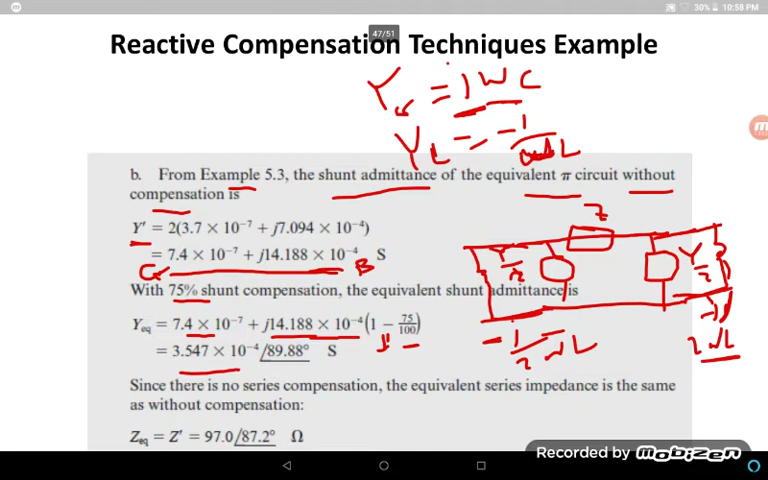 30% 10:58 PM
47/51
Reactive Compensation Techniques Example
Yc = jωC
YL = -1/ωL
b. From Example 5.3, the shunt admittance of the equivalent π circuit without
compensation is
Y′ = 2(3.7 × 10⁻⁷ + j7.094 × 10⁻⁴)
= 7.4 × 10⁻⁷ + j14.188 × 10⁻⁴ S
G B
Z
Y/2 Y/2
With 75% shunt compensation, the equivalent shunt admittance is
Yeq = 7.4 × 10⁻⁷ + j14.188 × 10⁻⁴(1 − 75/100)
= 3.547 × 10⁻⁴/89.88° S
Since there is no series compensation, the equivalent series impedance is the same
as without compensation:
Zeq = Z′ = 97.0/87.2° Ω
Recorded by Mobizen